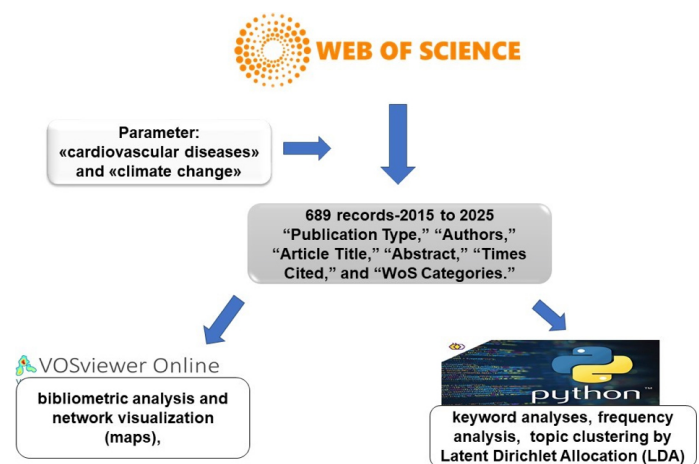 WEB OF SCIENCE
Parameter:
«cardiovascular diseases»
and «climate change»
689 records-2015 to 2025
“Publication Type,” “Authors,”
“Article Title,” “Abstract,” “Times
Cited,” and “WoS Categories.”
VOSviewer Online
bibliometric analysis and
network visualization
(maps),
python™
keyword analyses, frequency
analysis, topic clustering by
Latent Dirichlet Allocation (LDA)